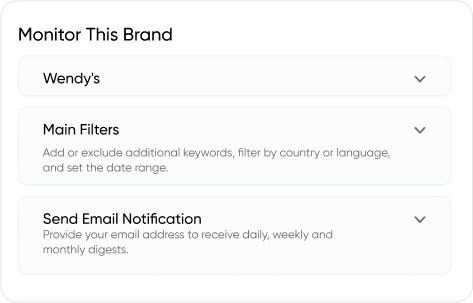 Monitor This Brand
Wendy's
Main Filters
Add or exclude additional keywords, filter by country or language,
and set the date range.
Send Email Notification
Provide your email address to receive daily, weekly and
monthly digests.